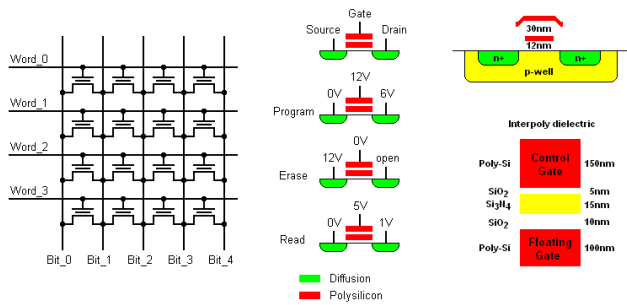 Word_0
Word_1
Word_2
Word_3
Bit_0 Bit_1 Bit_2 Bit_3 Bit_4
Gate
Source Drain
12V
0V 6V
Program
0V
12V open
Erase
5V
0V 1V
Read
Diffusion
Polysilicon
30nm
12nm
n+ n+
p-well
Interpoly dielectric
Poly-Si Control Gate 150nm
SiO₂ 5nm
Si₃N₄ 15nm
SiO₂ 10nm
Poly-Si Floating Gate 100nm